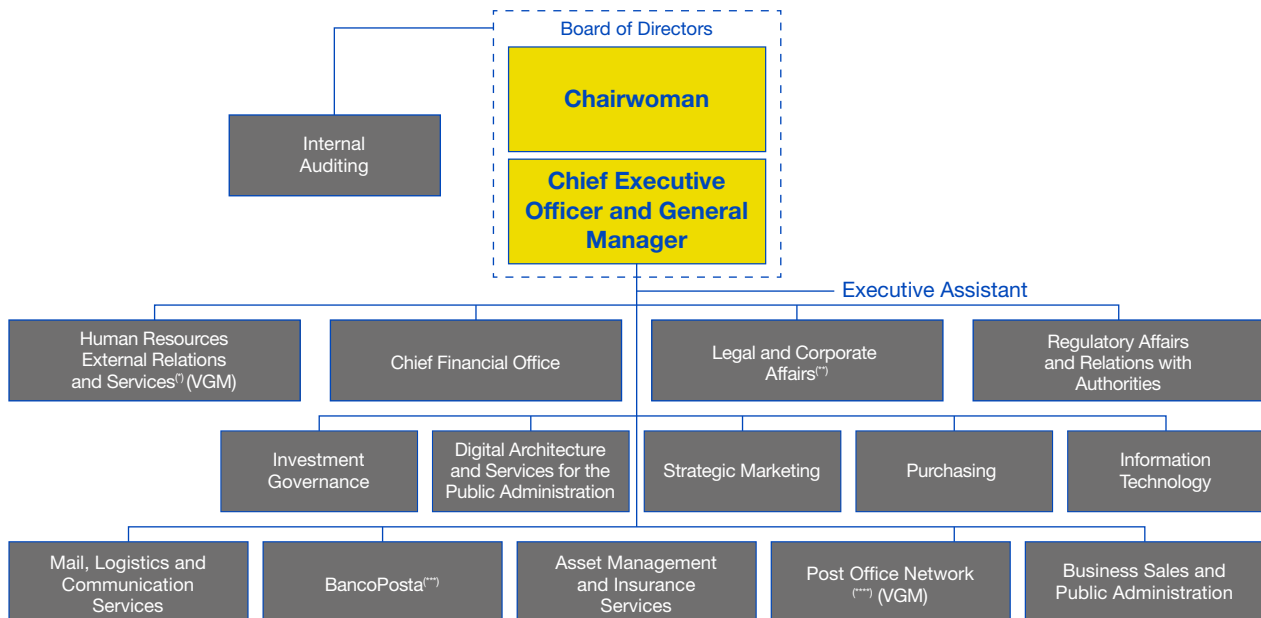 Board of Directors
Chairwoman
Internal
Auditing
Chief Executive
Officer and General
Manager
Executive Assistant
Human Resources
External Relations
and Services(*) (VGM)
Chief Financial Office
Legal and Corporate
Affairs(**)
Regulatory Affairs
and Relations with
Authorities
Investment
Governance
Digital Architecture
and Services for the
Public Administration
Strategic Marketing
Purchasing
Information
Technology
Mail, Logistics and
Communication
Services
BancoPosta(***)
Asset Management
and Insurance
Services
Post Office Network
(****) (VGM)
Business Sales and
Public Administration